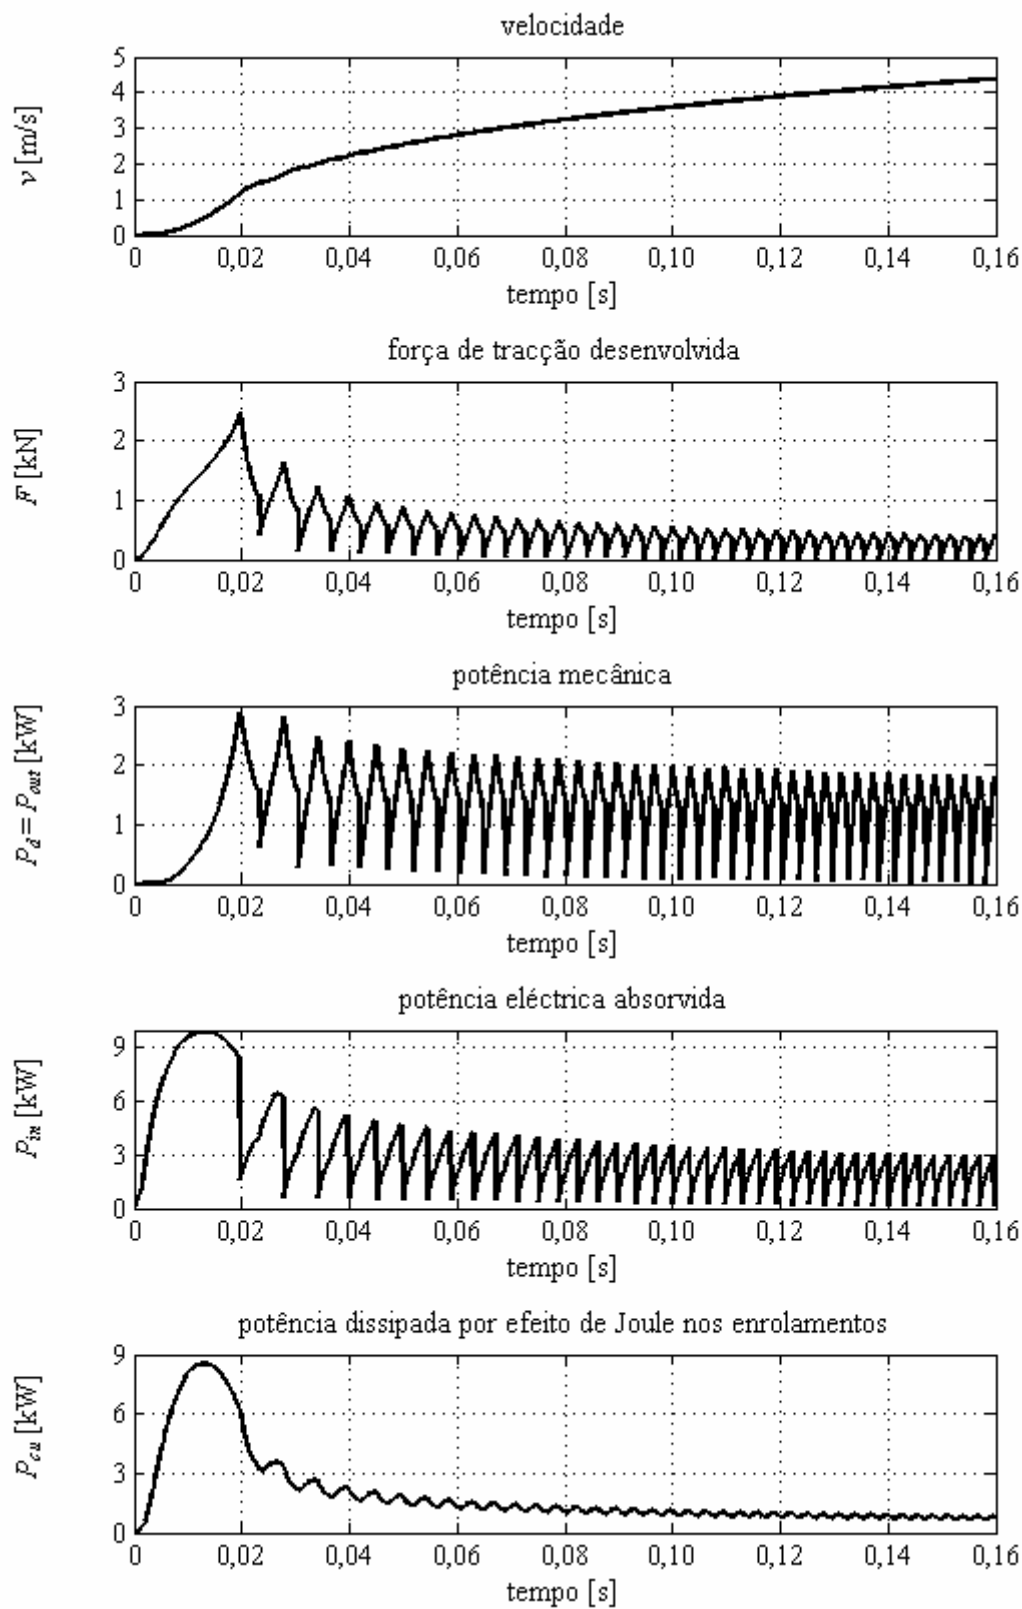 velocidade
v [m/s]
5
4
3
2
1
0
0 0,02 0,04 0,06 0,08 0,10 0,12 0,14 0,16
tempo [s]
força de tracção desenvolvida
F [kN]
3
2
1
0
0 0,02 0,04 0,06 0,08 0,10 0,12 0,14 0,16
tempo [s]
potência mecânica
P_d = P_out [kW]
3
2
1
0
0 0,02 0,04 0,06 0,08 0,10 0,12 0,14 0,16
tempo [s]
potência eléctrica absorvida
P_in [kW]
9
6
3
0
0 0,02 0,04 0,06 0,08 0,10 0,12 0,14 0,16
tempo [s]
potência dissipada por efeito de Joule nos enrolamentos
P_cu [kW]
9
6
3
0
0 0,02 0,04 0,06 0,08 0,10 0,12 0,14 0,16
tempo [s]